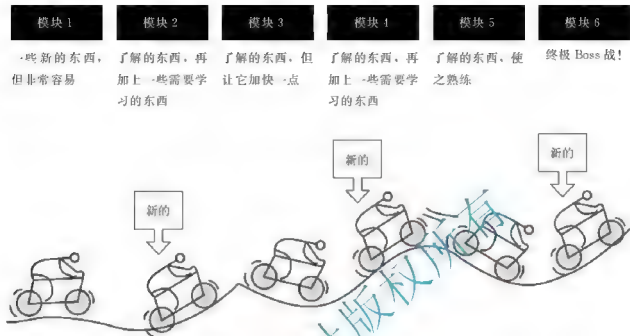 模块 1
一些新的东西，
但非常容易
模块 2
了解的东西，再
加上一些需要学
习的东西
模块 3
了解的东西，但
让它加快一点
模块 4
了解的东西，再
加上一些需要学
习的东西
模块 5
了解的东西，使
之熟练
模块 6
终极 Boss 战！
新的
新的
新的
版权所有